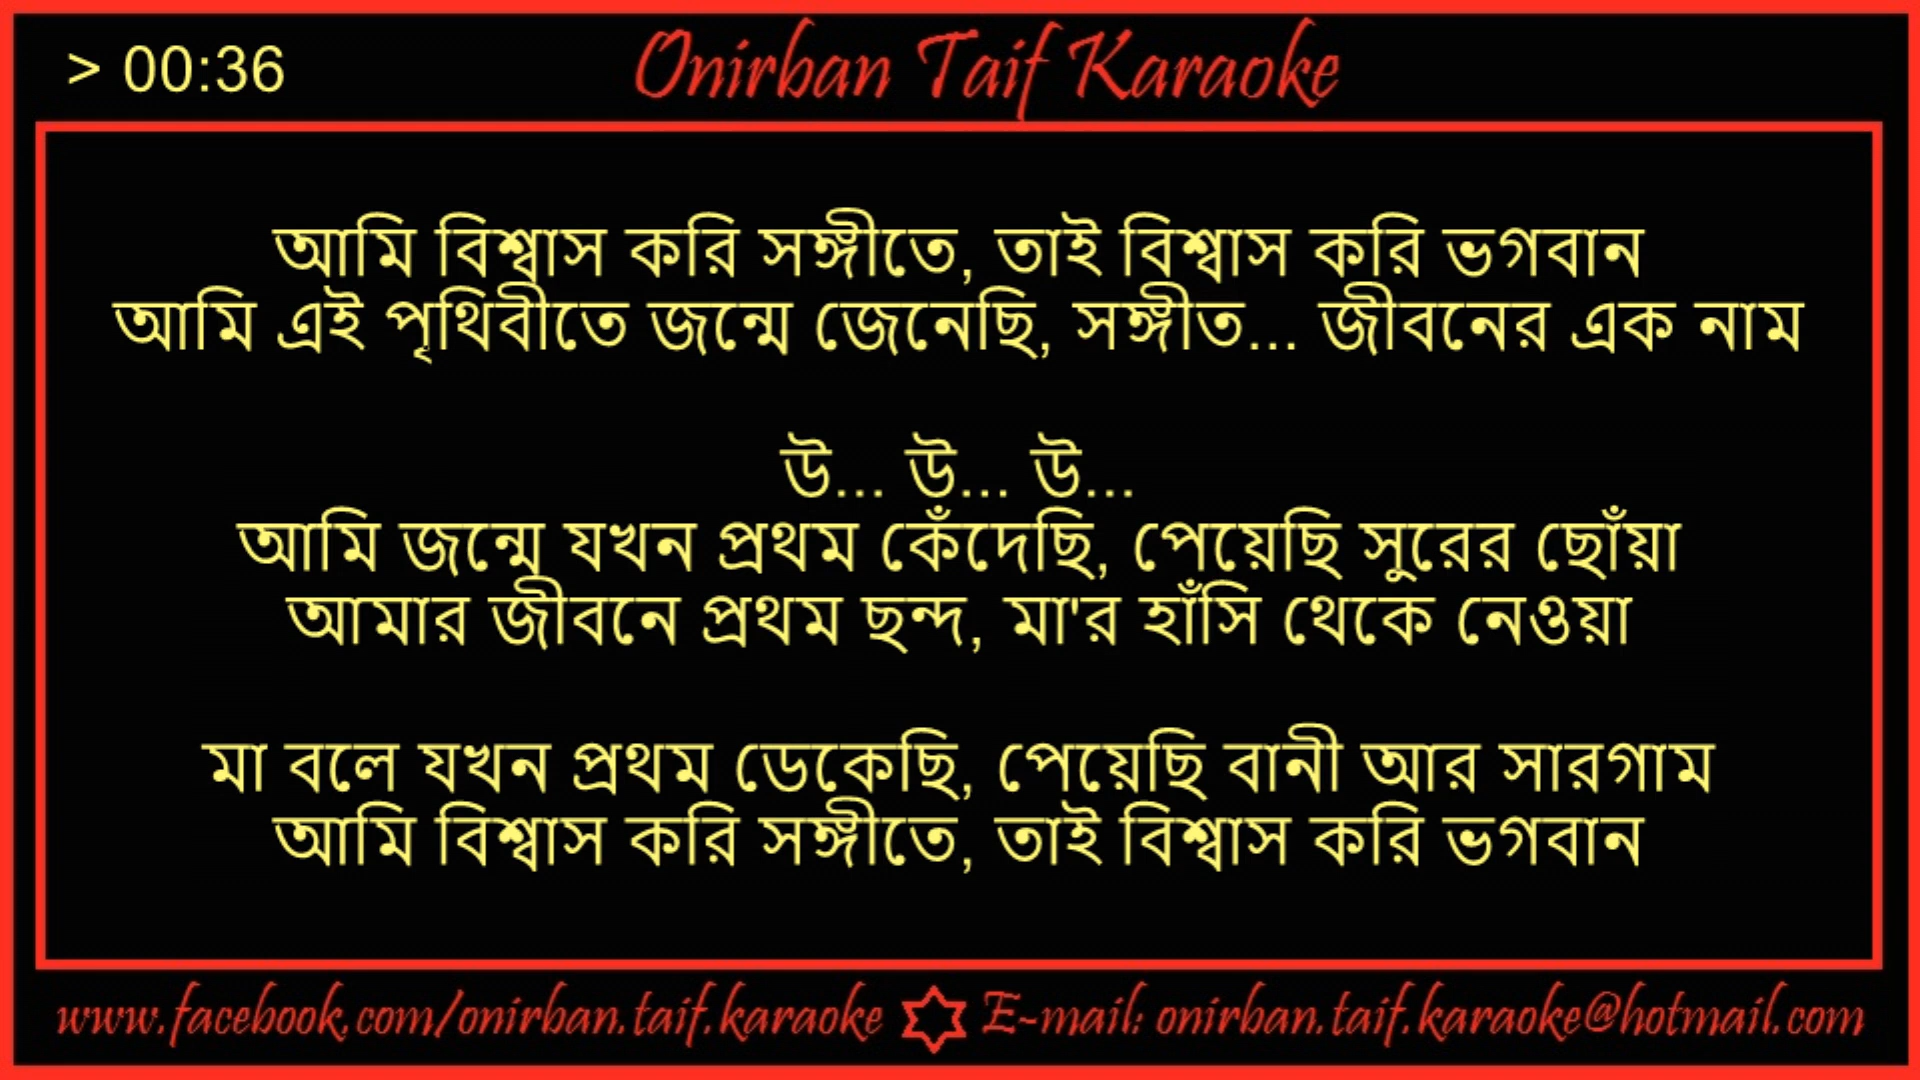 > 00:36
Onirban Taif Karaoke
আমি বিশ্বাস করি সঙ্গীতে, তাই বিশ্বাস করি ভগবান
আমি এই পৃথিবীতে জন্মে জেনেছি, সঙ্গীত... জীবনের এক নাম
উ... উ... উ...
আমি জন্মে যখন প্রথম কেঁদেছি, পেয়েছি সুরের ছোঁয়া
আমার জীবনে প্রথম ছন্দ, মা'র হাঁসি থেকে নেওয়া
মা বলে যখন প্রথম ডেকেছি, পেয়েছি বানী আর সারগাম
আমি বিশ্বাস করি সঙ্গীতে, তাই বিশ্বাস করি ভগবান
www.facebook.com/onirban.taif.karaoke ✡ E-mail: onirban.taif.karaoke@hotmail.com